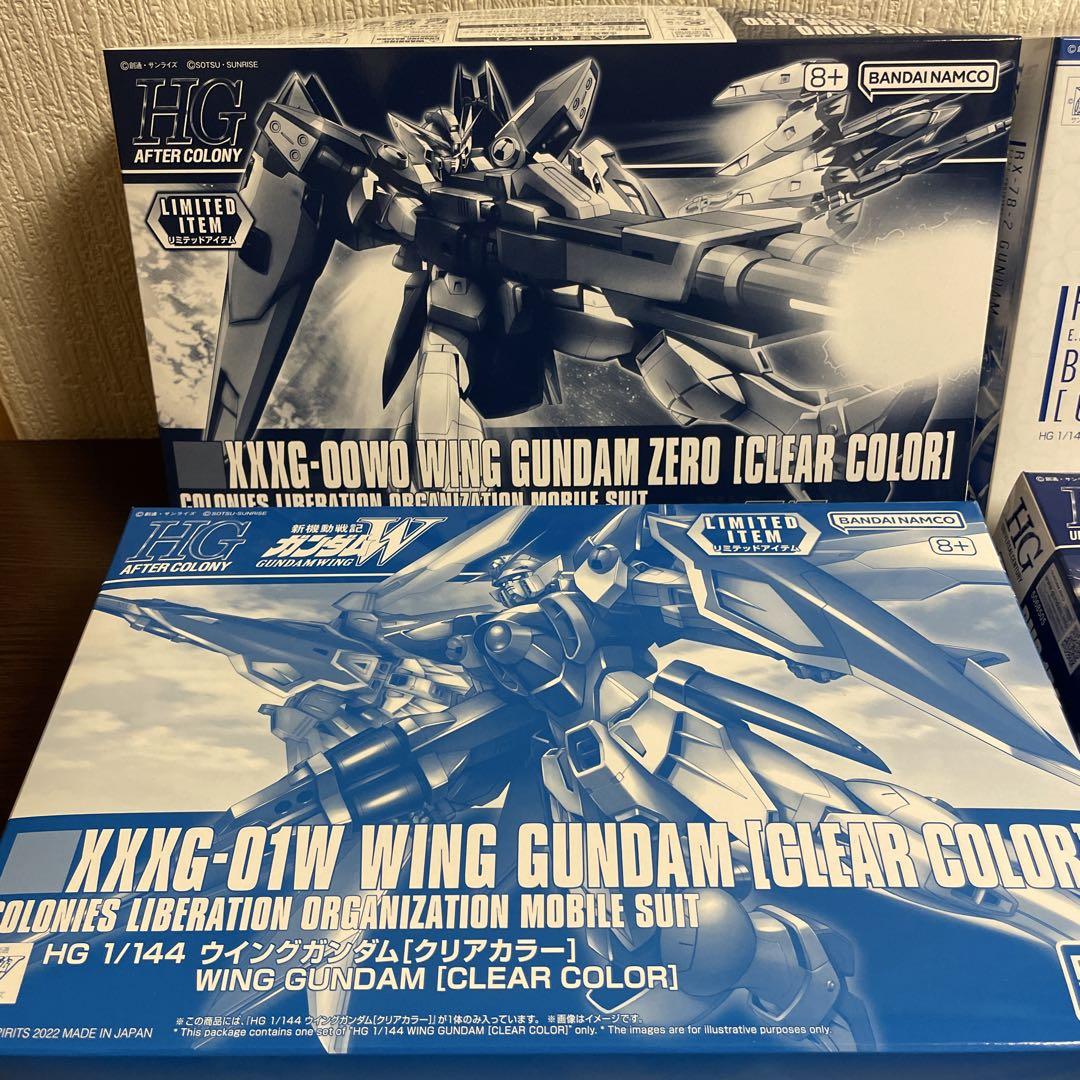 ©創通・サンライズ ©SOTSU・SUNRISE
HG
AFTER COLONY
LIMITED
ITEM
リミテッドアイテム
8+
BANDAI NAMCO
XXXG-00W0 WING GUNDAM ZERO [CLEAR COLOR]
COLONIES LIBERATION ORGANIZATION MOBILE SUIT
RX-78-2 GUNDAM
HG 1/14
HG
©創通・サンライズ ©SOTSU・SUNRISE
HG
AFTER COLONY
新機動戦記
ガンダムW
GUNDAMWING
LIMITED
ITEM
リミテッドアイテム
BANDAI NAMCO
8+
XXXG-01W WING GUNDAM [CLEAR COLOR]
COLONIES LIBERATION ORGANIZATION MOBILE SUIT
HG 1/144 ウイングガンダム[クリアカラー]
WING GUNDAM [CLEAR COLOR]
※この商品には、「HG 1/144 ウイングガンダム[クリアカラー]」が1体のみ入っています。 ※画像はイメージです。
* This package contains one set of "HG 1/144 WING GUNDAM [CLEAR COLOR]" only. * The images are for illustrative purposes only.
PIRITS 2022 MADE IN JAPAN